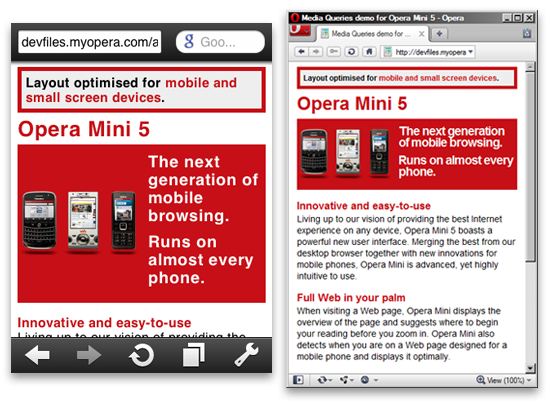 devfiles.myopera.com/a
g Goo...
Layout optimised for mobile and
small screen devices.
Opera Mini 5
The next
generation of
mobile
browsing.
Runs on
almost every
phone.
Innovative and easy-to-use
Living up to our vision of providing the
Media Queries demo for Opera Mini 5 - Opera
Media Queries demo for O...
http://devfiles.myopera
Layout optimised for mobile and small screen devices.
Opera Mini 5
The next generation
of mobile browsing.
Runs on almost every
phone.
Innovative and easy-to-use
Living up to our vision of providing the best Internet
experience on any device, Opera Mini 5 boasts a
powerful new user interface. Merging the best from our
desktop browser together with new innovations for
mobile phones, Opera Mini is advanced, yet highly
intuitive to use.
Full Web in your palm
When visiting a Web page, Opera Mini displays the
overview of the page and suggests where to begin
your reading before you zoom in. Opera Mini also
detects when you are on a Web page designed for a
mobile phone and displays it optimally.
View (100%)